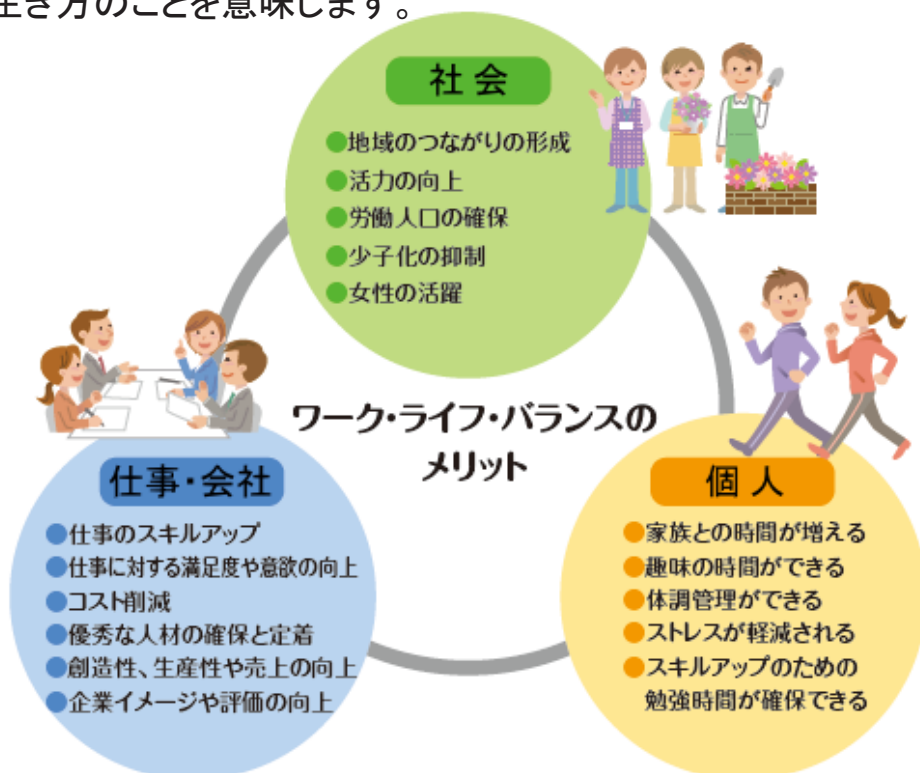 生き方のことを意味します。
社会
●地域のつながりの形成
●活力の向上
●労働人口の確保
●少子化の抑制
●女性の活躍
ワーク・ライフ・バランスの
メリット
仕事・会社
●仕事のスキルアップ
●仕事に対する満足度や意欲の向上
●コスト削減
●優秀な人材の確保と定着
●創造性、生産性や売上の向上
●企業イメージや評価の向上
個人
●家族との時間が増える
●趣味の時間ができる
●体調管理ができる
●ストレスが軽減される
●スキルアップのための
勉強時間が確保できる